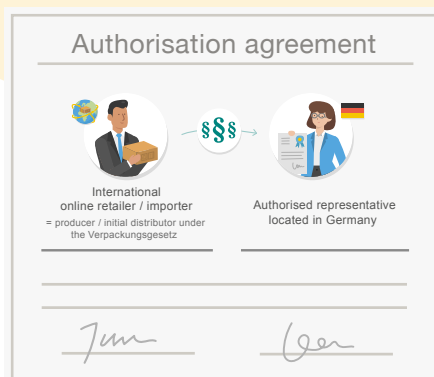 Authorisation agreement
§§§
International
online retailer / importer
= producer / initial distributor under
the Verpackungsgesetz
Authorised representative
located in Germany